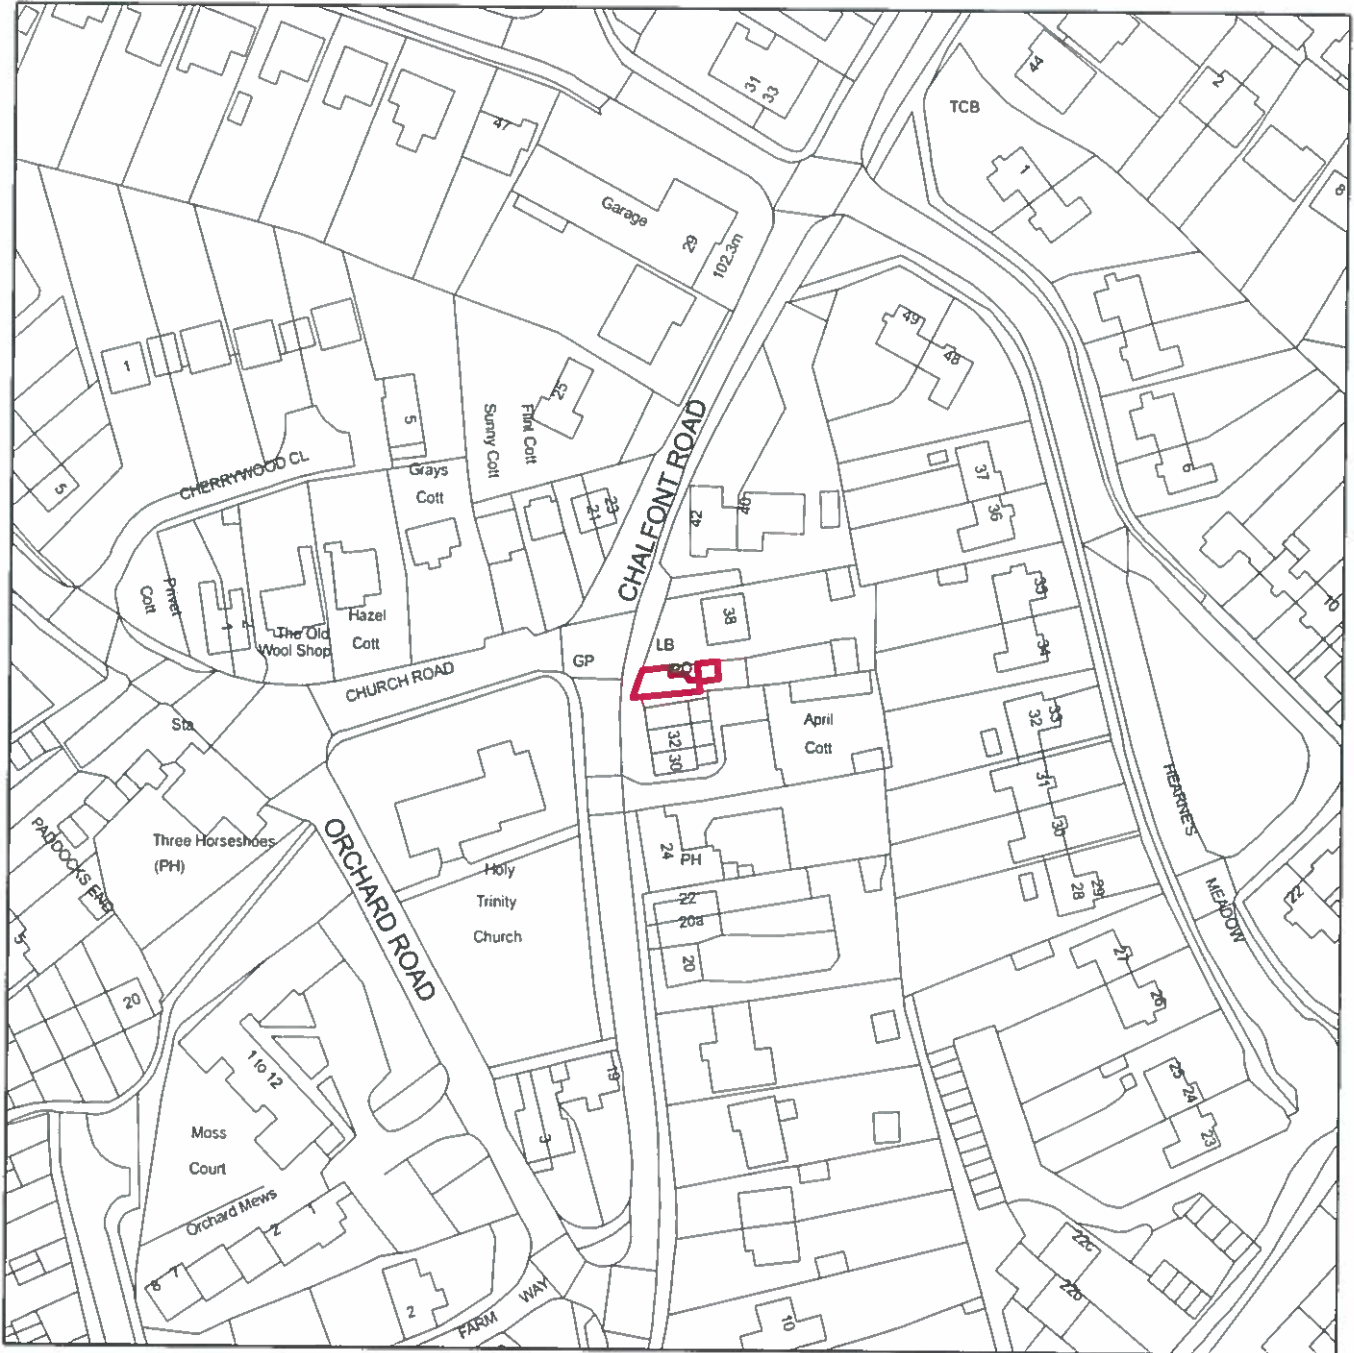 44
2
31
33
TCB
47
1
8
Garage
29
102.3m
49
48
1
25
5
Sunny Cott
Flint Cott
CHALFONT ROAD
CHERRYWOOD CL
Grays
Cott
5
37
6
36
42
40
21
23
Privet
Cott
1
Hazel
Cott
The Old
Wool Shop
38
35
34
10
LB
PO
GP
CHURCH ROAD
Sta
April
Cott
32
30
32
33
31
30
HEARNES
MEADOW
PADDOCKS END
Three Horseshoes
(PH)
ORCHARD ROAD
24
PH
Holy
Trinity
Church
22
20a
20
28
29
22
5
20
27
26
1 to 12
Moss
Court
19
3
25
24
23
Orchard Mews
1
2
7
8
2
FARM WAY
10
22c
22b